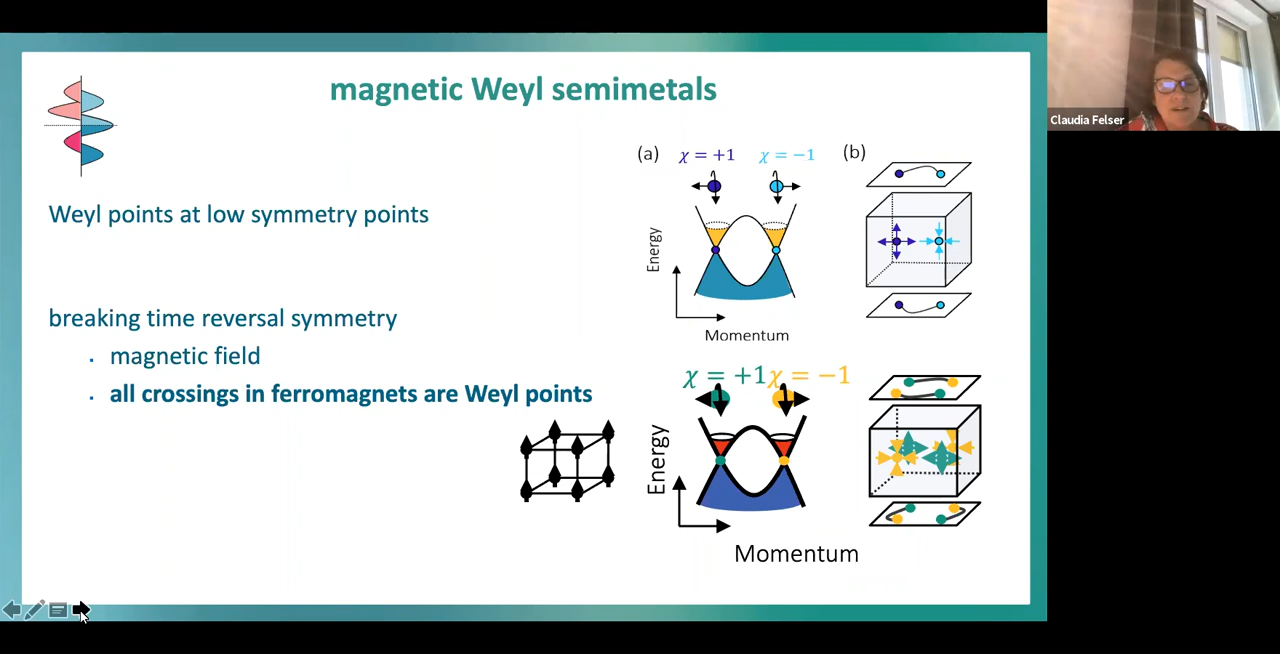 magnetic Weyl semimetals
Claudia Felser
Weyl points at low symmetry points
breaking time reversal symmetry
magnetic field
all crossings in ferromagnets are Weyl points
(a) χ = +1 χ = −1 (b)
Energy
Momentum
χ = +1 χ = −1
Energy
Momentum